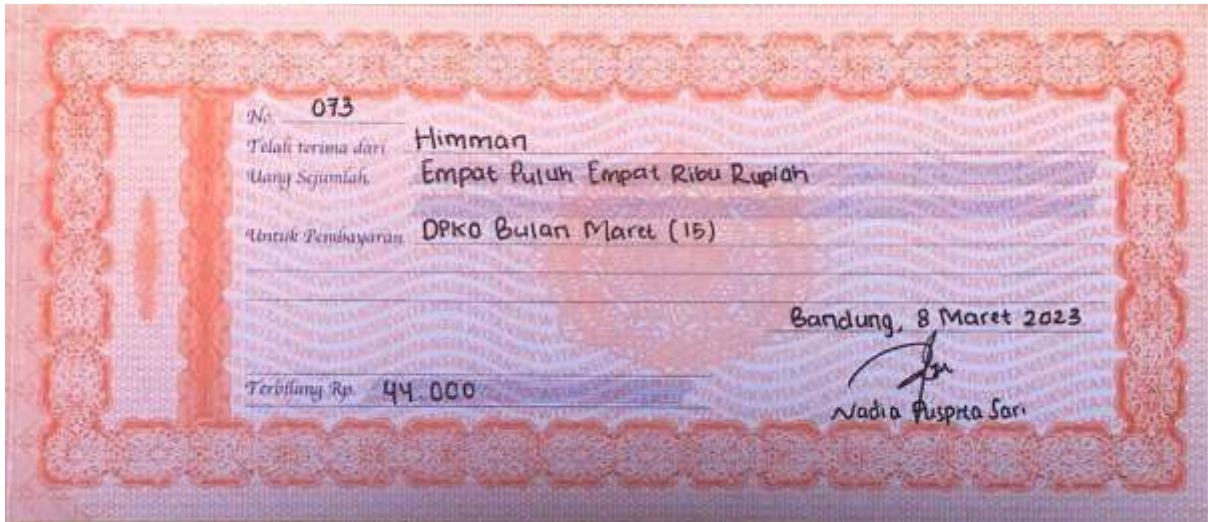 No. 073
Telah terima dari Himman
Uang Sejumlah Empat Puluh Empat Ribu Rupiah
Untuk Pembayaran DPKO Bulan Maret (15)
Bandung, 8 Maret 2023
Terbilang Rp. 44.000
Nadia Puspita Sari